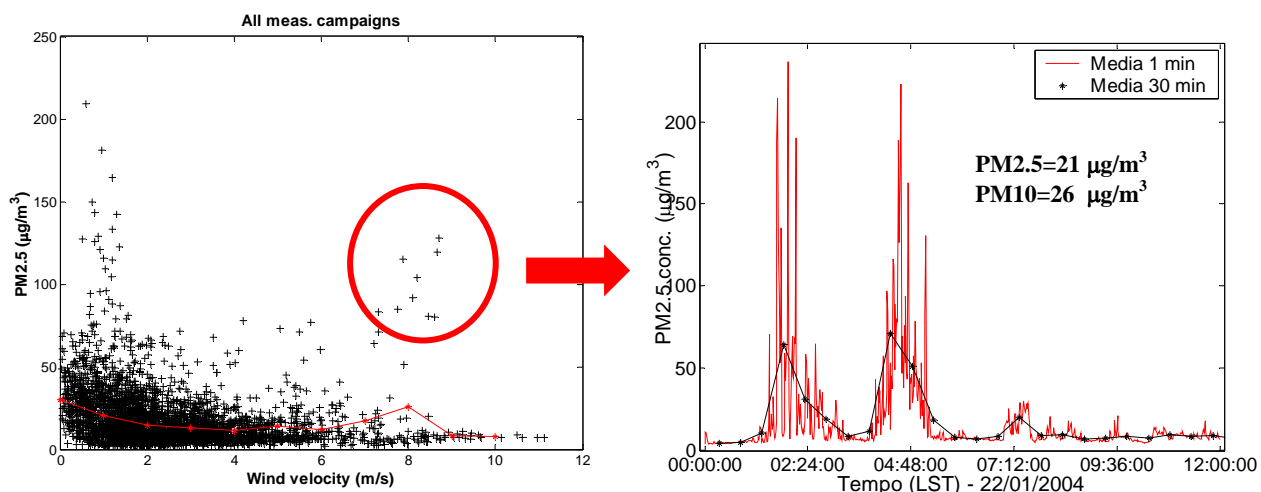 All meas. campaigns
250
200
150
100
50
0
PM2.5 (µg/m³)
0 2 4 6 8 10 12
Wind velocity (m/s)
Media 1 min
Media 30 min
PM2.5=21 µg/m³
PM10=26 µg/m³
200
150
100
50
0
PM2.5 conc. (µg/m³)
00:00:00 02:24:00 04:48:00 07:12:00 09:36:00 12:00:00
Tempo (LST) - 22/01/2004